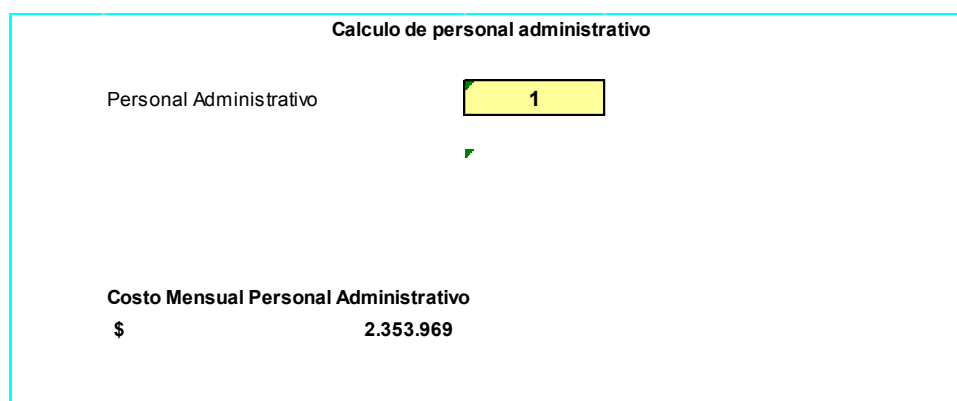 Calculo de personal administrativo
Personal Administrativo 1
Costo Mensual Personal Administrativo
$ 2.353.969